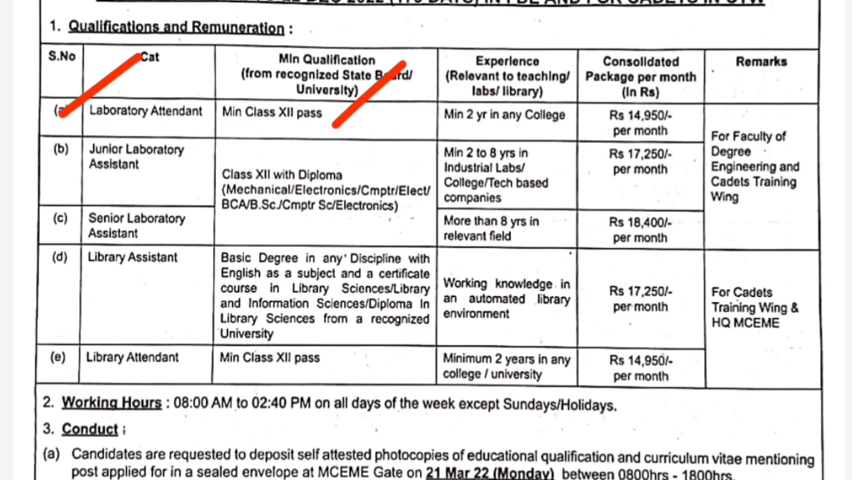 1. Qualifications and Remuneration :
S.No Cat Min Qualification (from recognized State Board/ University) Experience (Relevant to teaching/ labs/ library) Consolidated Package per month (in Rs) Remarks
(a) Laboratory Attendant Min Class XII pass Min 2 yr in any College Rs 14,950/- per month For Faculty of Degree Engineering and Cadets Training Wing
(b) Junior Laboratory Assistant Class XII with Diploma (Mechanical/Electronics/Cmptr/Elect/ BCA/B.Sc./Cmptr Sc/Electronics) Min 2 to 8 yrs in Industrial Labs/ College/Tech based companies Rs 17,250/- per month
(c) Senior Laboratory Assistant More than 8 yrs in relevant field Rs 18,400/- per month
(d) Library Assistant Basic Degree in any Discipline with English as a subject and a certificate course in Library Sciences/Library and Information Sciences/Diploma In Library Sciences from a recognized University Working knowledge in an automated library environment Rs 17,250/- per month For Cadets Training Wing & HQ MCEME
(e) Library Attendant Min Class XII pass Minimum 2 years in any college / university Rs 14,950/- per month
2. Working Hours : 08:00 AM to 02:40 PM on all days of the week except Sundays/Holidays.
3. Conduct :
(a) Candidates are requested to deposit self attested photocopies of educational qualification and curriculum vitae mentioning
post applied for in a sealed envelope at MCEME Gate on 21 Mar 22 (Monday) between 0800hrs - 1800hrs.